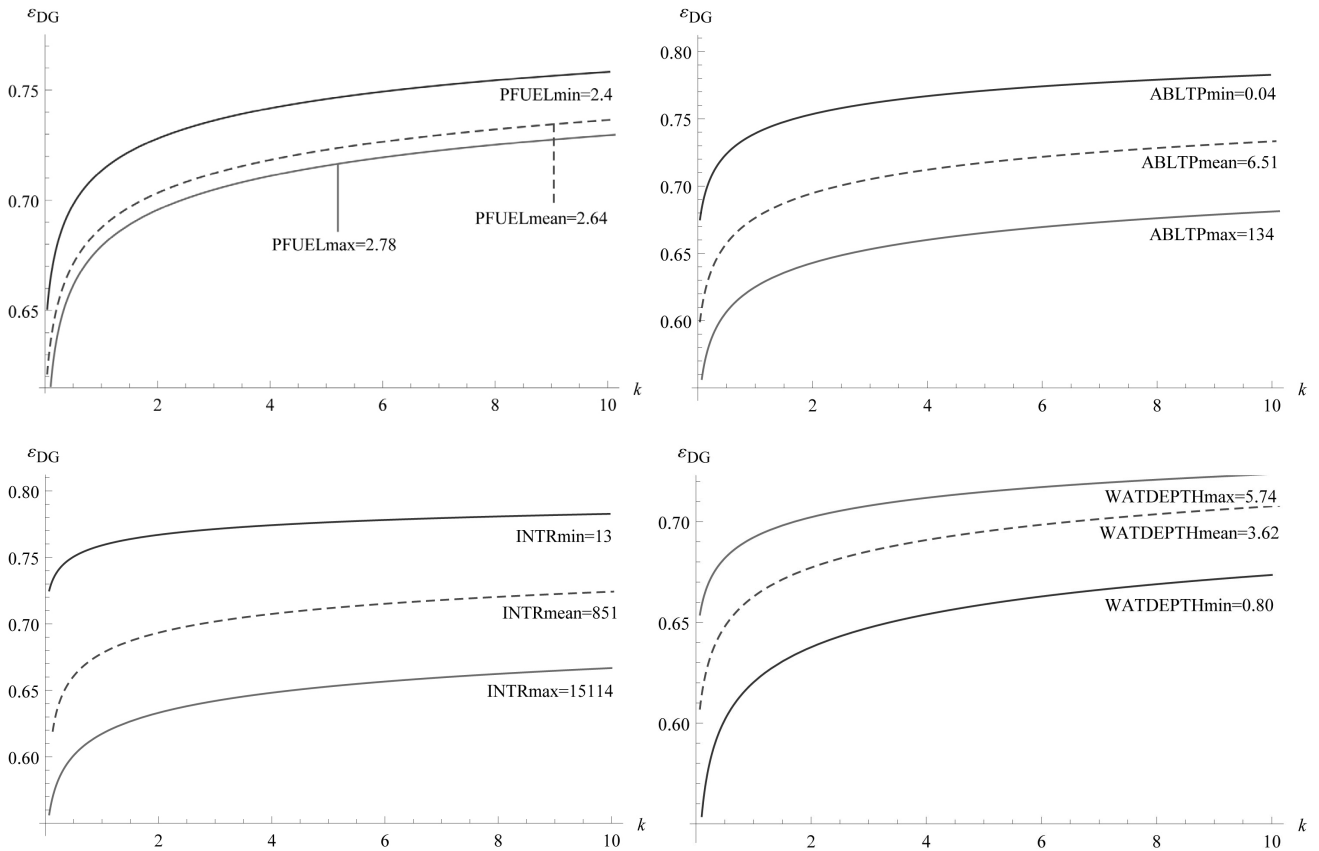 εDG
0.75
0.70
0.65
PFUELmin=2.4
PFUELmean=2.64
PFUELmax=2.78
2 4 6 8 10 k
εDG
0.80
0.75
0.70
0.65
0.60
ABLTPmin=0.04
ABLTPmean=6.51
ABLTPmax=134
2 4 6 8 10 k
εDG
0.80
0.75
0.70
0.65
0.60
INTRmin=13
INTRmean=851
INTRmax=15114
2 4 6 8 10 k
εDG
0.70
0.65
0.60
WATDEPTHmax=5.74
WATDEPTHmean=3.62
WATDEPTHmin=0.80
2 4 6 8 10 k